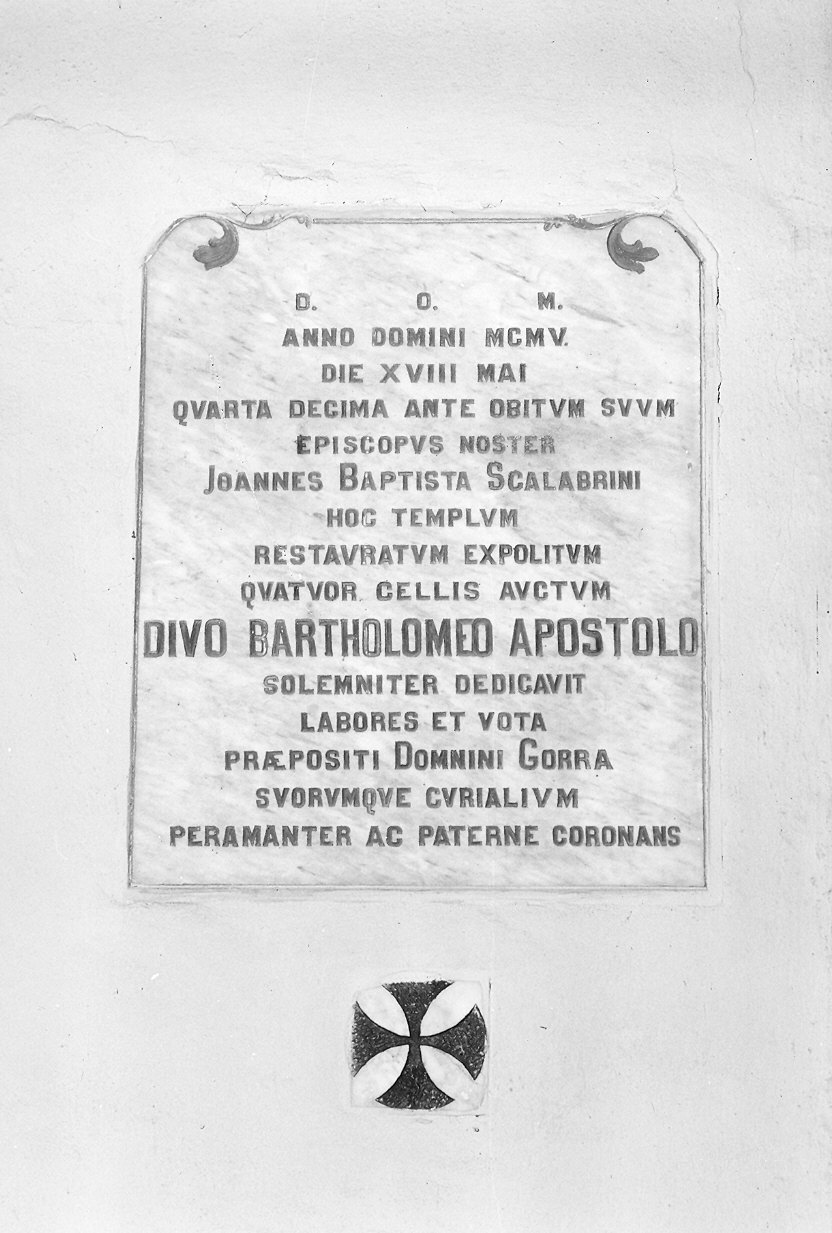 D. O. M.
ANNO DOMINI MCMV.
DIE XVIII MAI
QVARTA DECIMA ANTE OBITVM SVVM
EPISCOPVS NOSTER
JOANNES BAPTISTA SCALABRINI
HOC TEMPLVM
RESTAVRATVM EXPOLITVM
QVATVOR CELLIS AVCTVM
DIVO BARTHOLOMEO APOSTOLO
SOLEMNITER DEDICAVIT
LABORES ET VOTA
PRÆPOSITI DOMNINI GORRA
SVORVMQVE CVRIALIVM
PERAMANTER AC PATERNE CORONANS